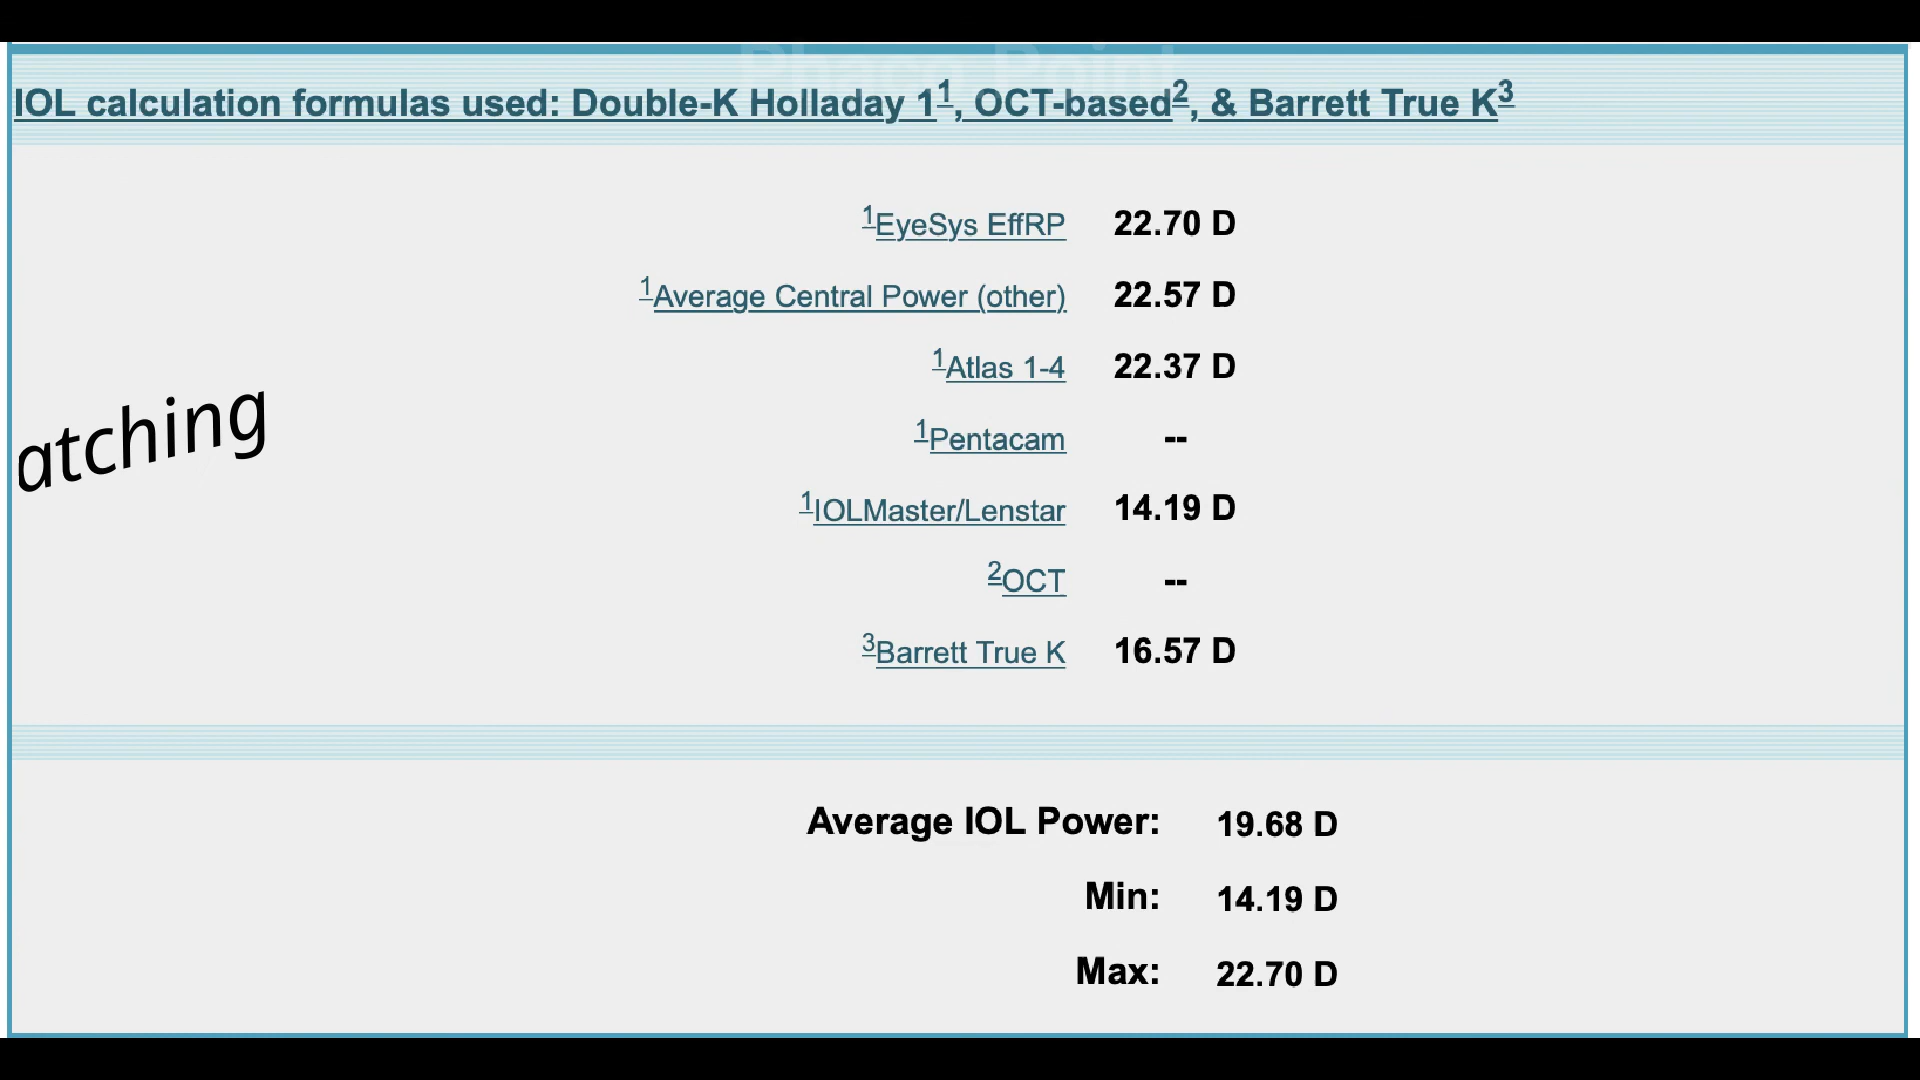 Phaco Point
IOL calculation formulas used: Double-K Holladay 1¹, OCT-based², & Barrett True K³
¹EyeSys EffRP 22.70 D
¹Average Central Power (other) 22.57 D
¹Atlas 1-4 22.37 D
atching
¹Pentacam --
¹IOLMaster/Lenstar 14.19 D
²OCT --
³Barrett True K 16.57 D
Average IOL Power: 19.68 D
Min: 14.19 D
Max: 22.70 D